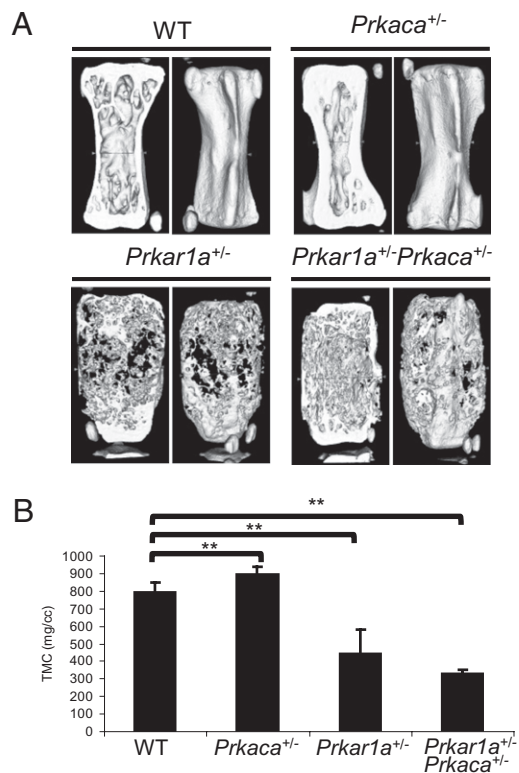 A
WT
Prkaca+/-
Prkar1a+/-
Prkar1a+/-Prkaca+/-
B
**
**
**
TMC (mg/cc)
1000
900
800
700
600
500
400
300
200
100
0
WT
Prkaca+/-
Prkar1a+/-
Prkar1a+/-
Prkaca+/-